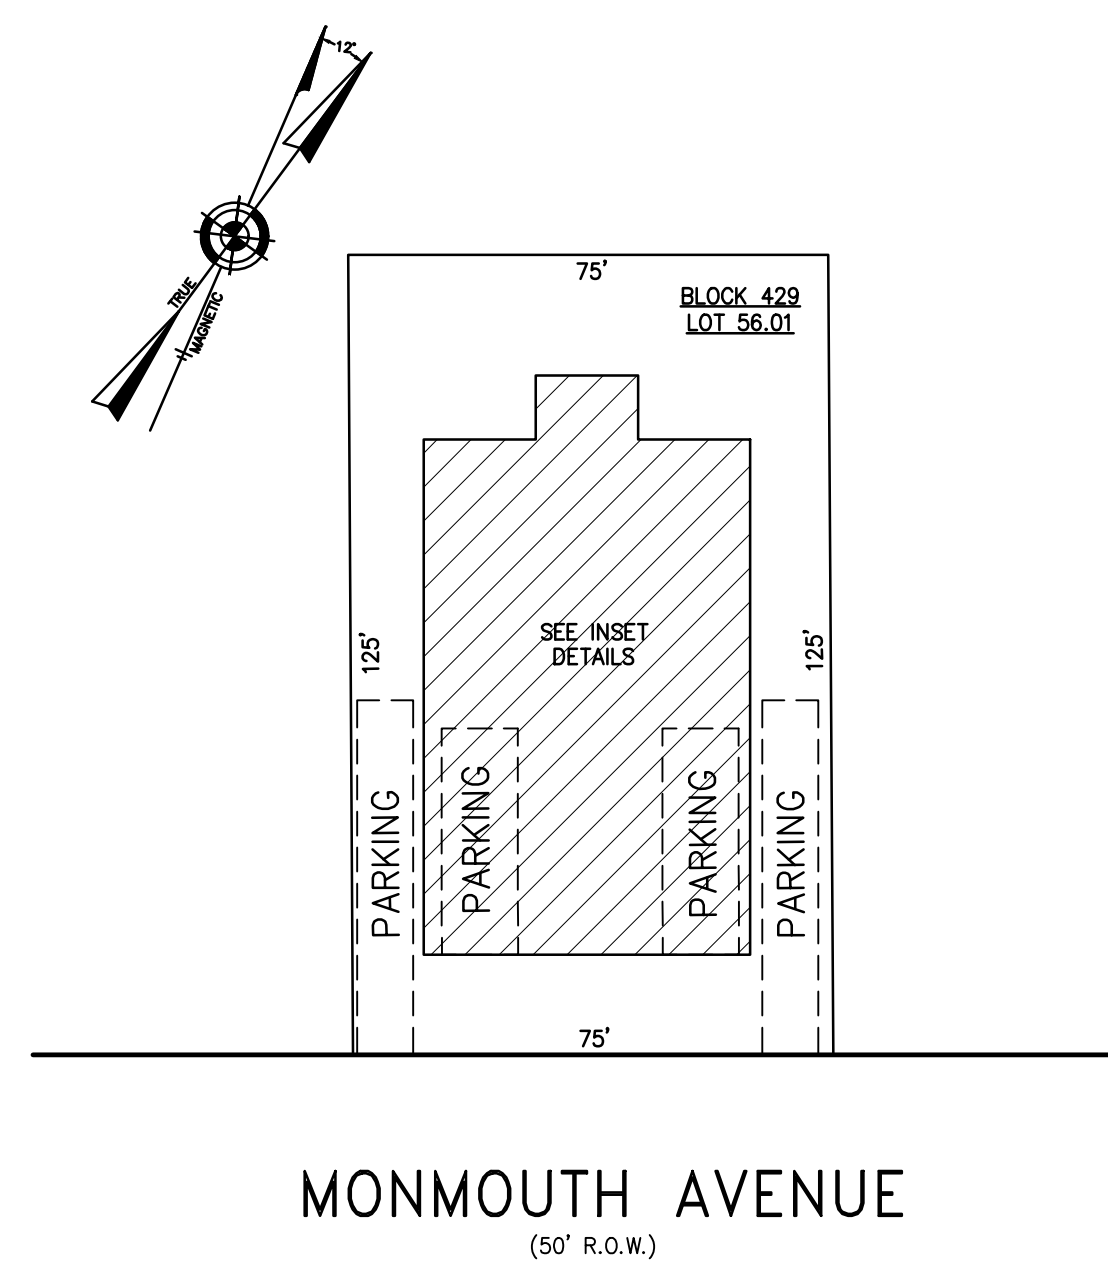 12°
TRUE
MAGNETIC
75'
BLOCK 429
LOT 56.01
125'
SEE INSET
DETAILS
125'
PARKING
PARKING
PARKING
PARKING
75'
MONMOUTH AVENUE
(50' R.O.W.)